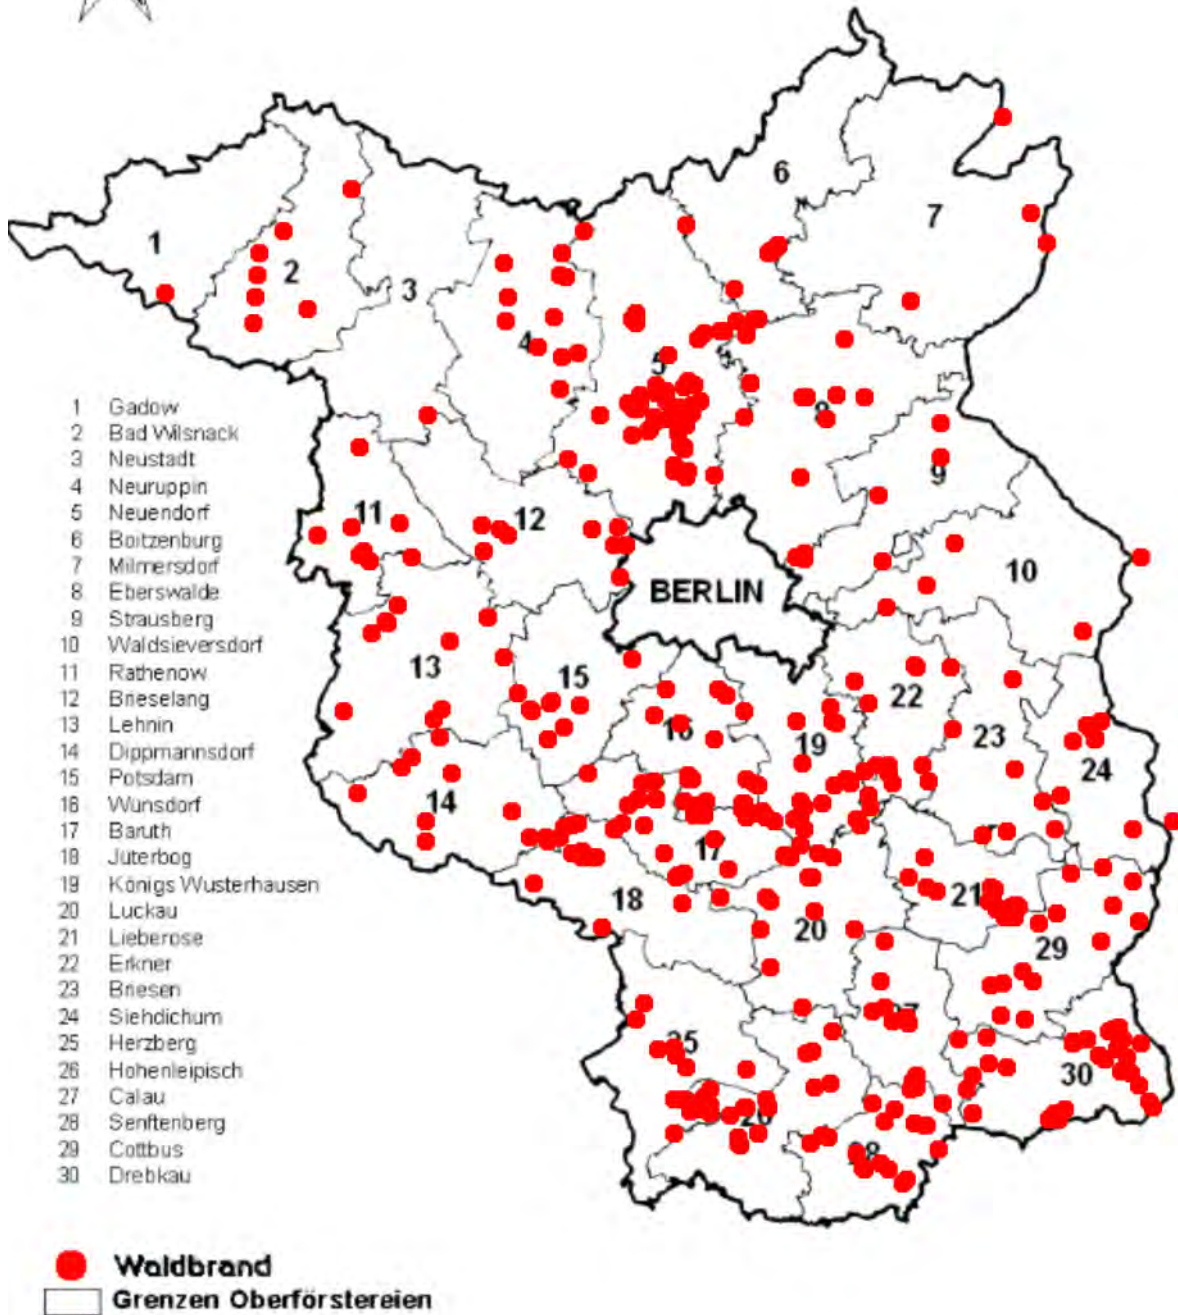 6
7
1
2
3
4
5
1 Gadow
2 Bad Wilsnack
3 Neustadt
4 Neuruppin
5 Neuendorf
6 Boitzenburg
7 Milmersdorf
8 Eberswalde
9 Strausberg
10 Waldsieversdorf
11 Rathenow
12 Brieselang
13 Lehnin
14 Dippmannsdorf
15 Potsdam
16 Wünsdorf
17 Baruth
18 Jüterbog
19 Königs Wusterhausen
20 Luckau
21 Lieberose
22 Erkner
23 Briesen
24 Siehdichum
25 Herzberg
26 Hohenleipisch
27 Calau
28 Senftenberg
29 Cottbus
30 Drebkau
8
9
11
12
10
BERLIN
13
15
22
16
19
23
24
14
17
18
21
20
29
30
Waldbrand
Grenzen Oberförstereien